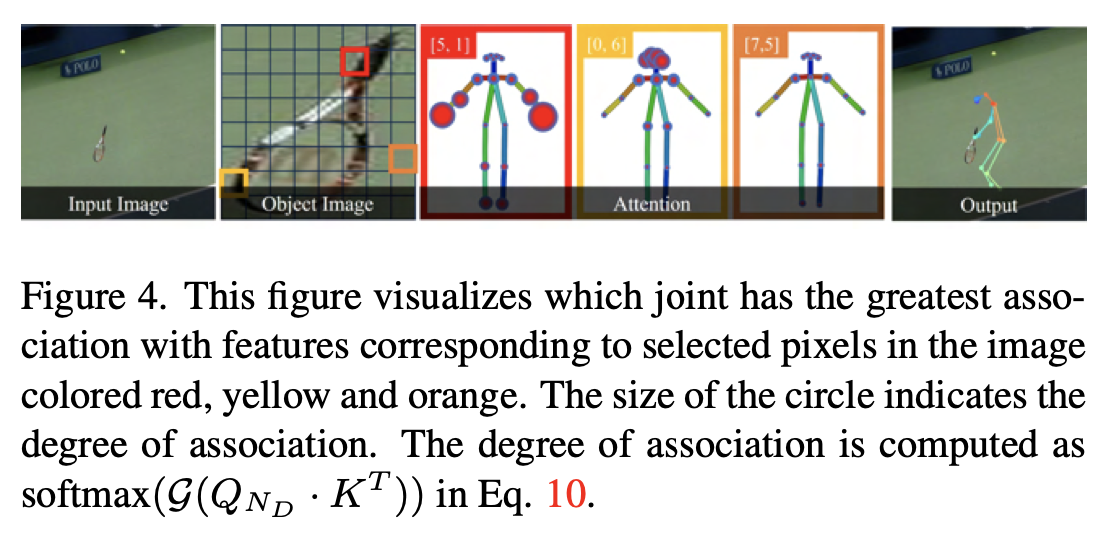 POLO
[5, 1]
[0, 6]
[7,5]
POLO
Input Image
Object Image
Attention
Output
Figure 4. This figure visualizes which joint has the greatest asso-
ciation with features corresponding to selected pixels in the image
colored red, yellow and orange. The size of the circle indicates the
degree of association. The degree of association is computed as
softmax(𝒢(Q_{N_D} · K^T)) in Eq. 10.